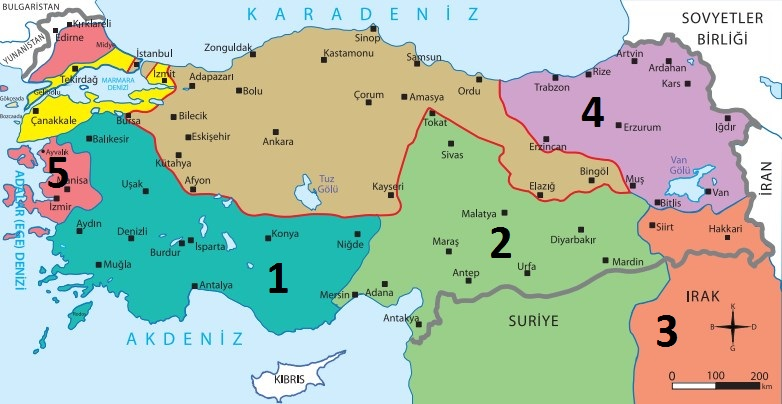 BULGARİSTAN
YUNANİSTAN
KARADENİZ
SOVYETLER
BİRLİĞİ
Kırklareli
Edirne
Midye
İstanbul
Tekirdağ
MARMARA
DENİZİ
İzmit
Gelibolu
Gökçeada
Bozcaada
Çanakkale
Bursa
Zonguldak
Kastamonu
Sinop
Samsun
Adapazarı
Bolu
Çorum
Amasya
Ordu
Trabzon
Rize
Artvin
Ardahan
Kars
4
Iğdır
Erzurum
Erzincan
Bilecik
Eskişehir
Ankara
Tokat
Sivas
Kütahya
Afyon
Tuz
Gölü
Kayseri
Elazığ
Bingöl
Muş
Van
Gölü
Van
Bitlis
İRAN
Balıkesir
Ayvalık
5
Manisa
İzmir
ADALAR (EGE) DENİZİ
Uşak
Aydın
Denizli
Burdur
Isparta
Konya
Niğde
Muğla
Antalya
1
Mersin
Adana
Malatya
Maraş
2
Diyarbakır
Antep
Urfa
Mardin
Siirt
Hakkari
Antakya
SURİYE
IRAK
3
K
B
D
G
0
100
200
km
AKDENİZ
KIBRIS